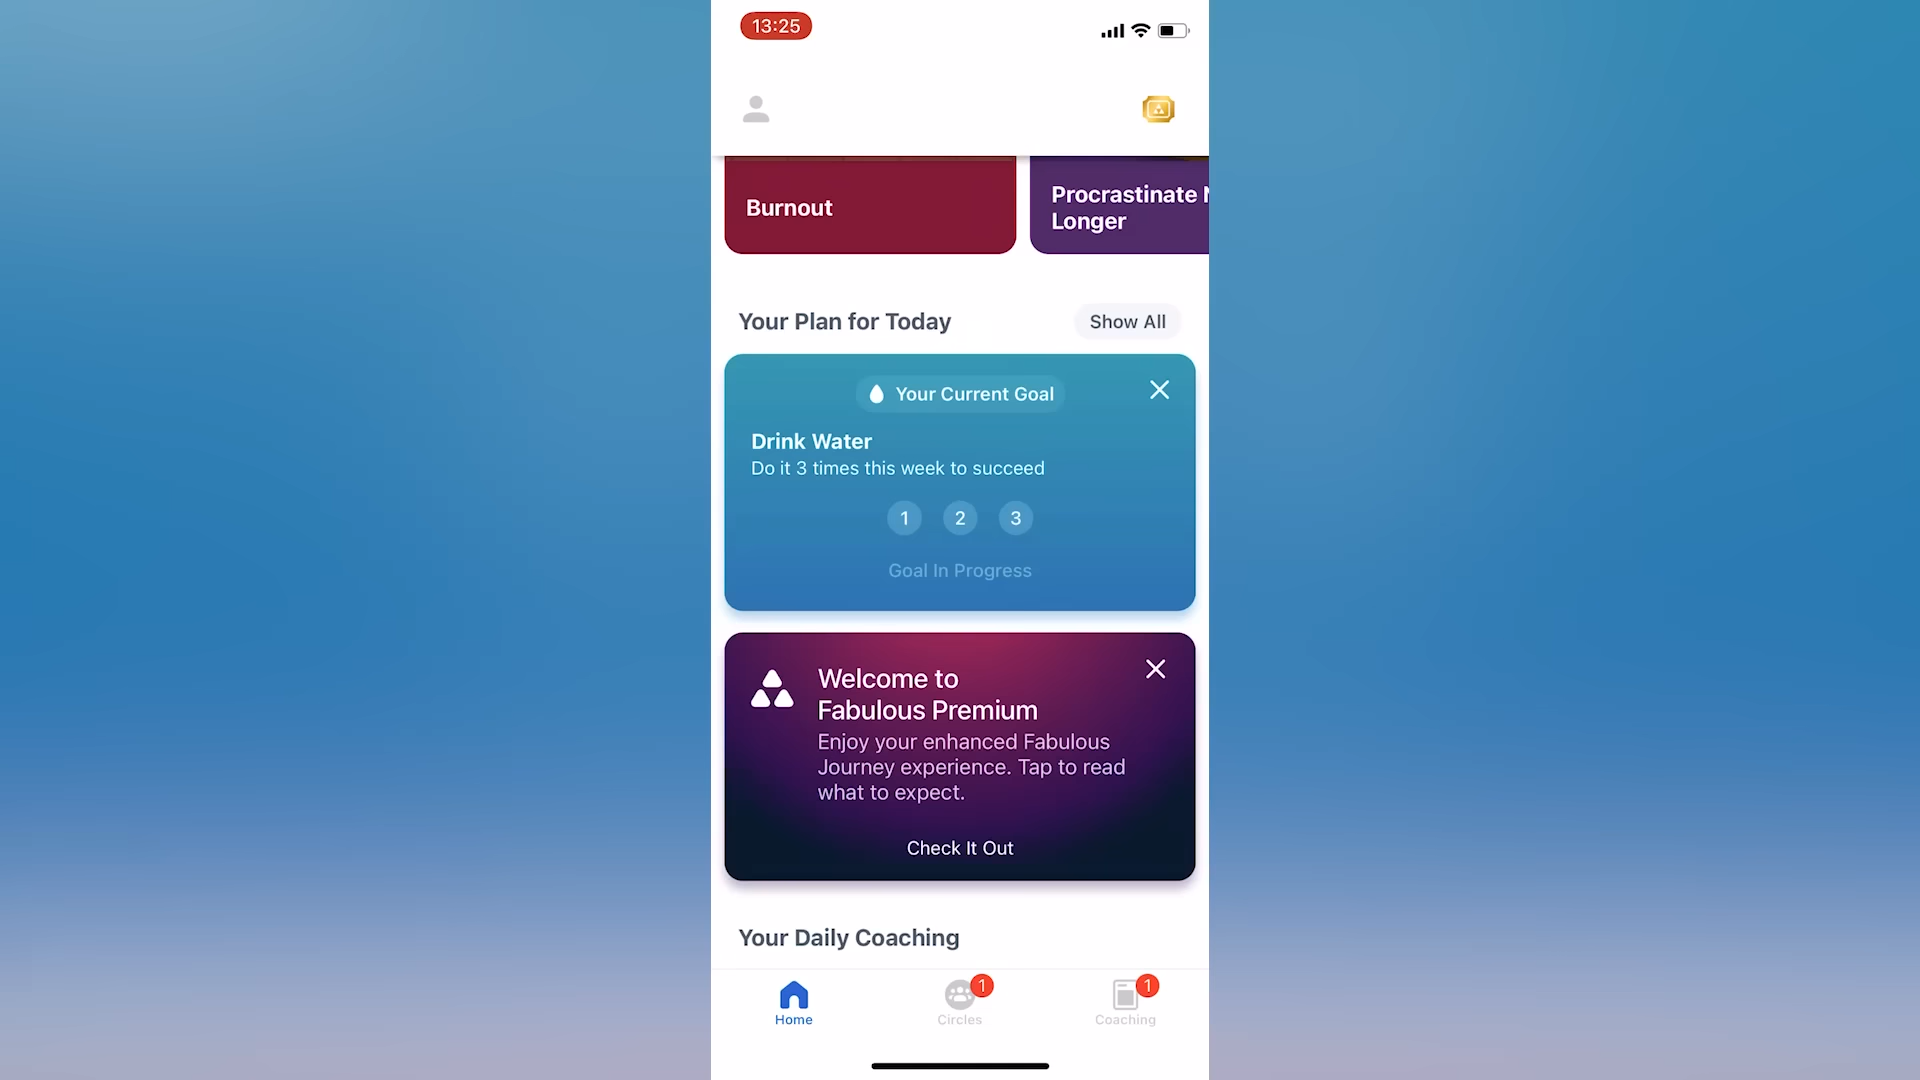 13:25
Burnout
Procrastinate
Longer
Your Plan for Today
Show All
Your Current Goal
Drink Water
Do it 3 times this week to succeed
1 2 3
Goal In Progress
Welcome to
Fabulous Premium
Enjoy your enhanced Fabulous
Journey experience. Tap to read
what to expect.
Check It Out
Your Daily Coaching
1
1
Home
Circles
Coaching